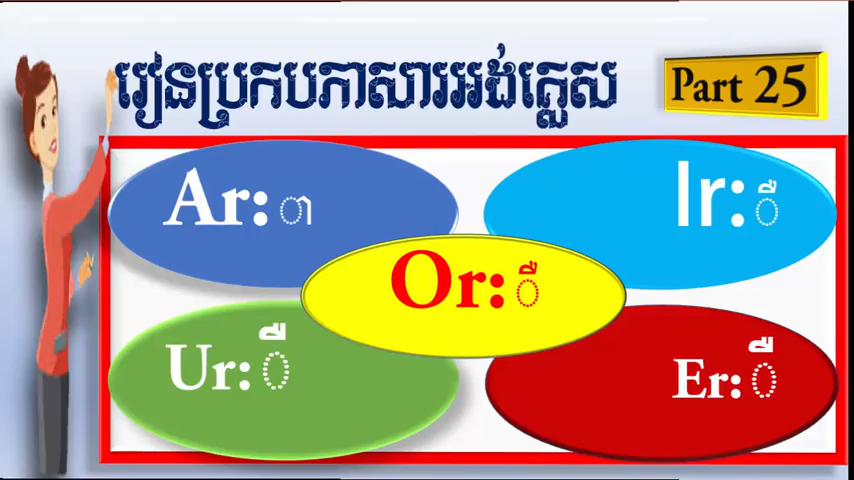 រៀនប្រកបភាសារអង់គ្លេស
Part 25
Ar: ា
Ir: ឺ
Or: ឺ
Ur: ឺ
Er: ឺ